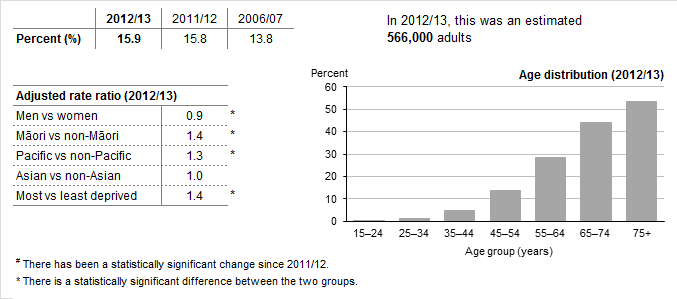 2012/13 2011/12 2006/07
Percent (%) 15.9 15.8 13.8
In 2012/13, this was an estimated
566,000 adults
Adjusted rate ratio (2012/13)
Men vs women 0.9 *
Māori vs non-Māori 1.4 *
Pacific vs non-Pacific 1.3 *
Asian vs non-Asian 1.0
Most vs least deprived 1.4 *
Percent
Age distribution (2012/13)
60
50
40
30
20
10
0
15–24 25–34 35–44 45–54 55–64 65–74 75+
Age group (years)
# There has been a statistically significant change since 2011/12.
* There is a statistically significant difference between the two groups.